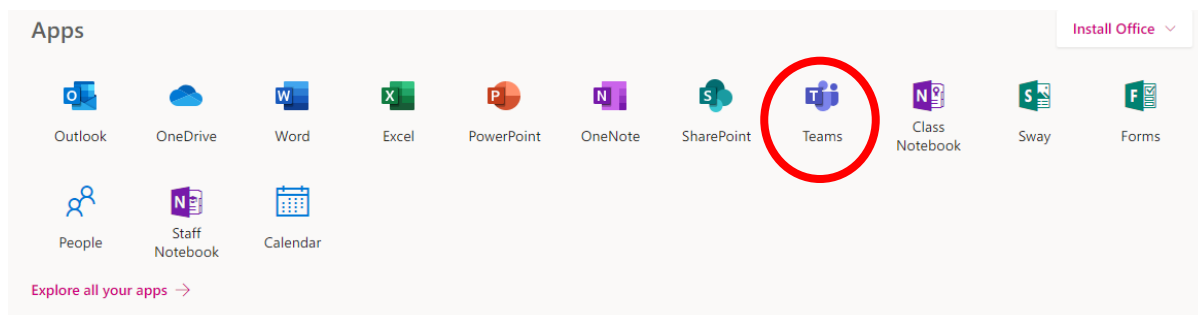 Apps
Install Office
Outlook OneDrive Word Excel PowerPoint OneNote SharePoint Teams Class Notebook Sway Forms
People Staff Notebook Calendar
Explore all your apps →